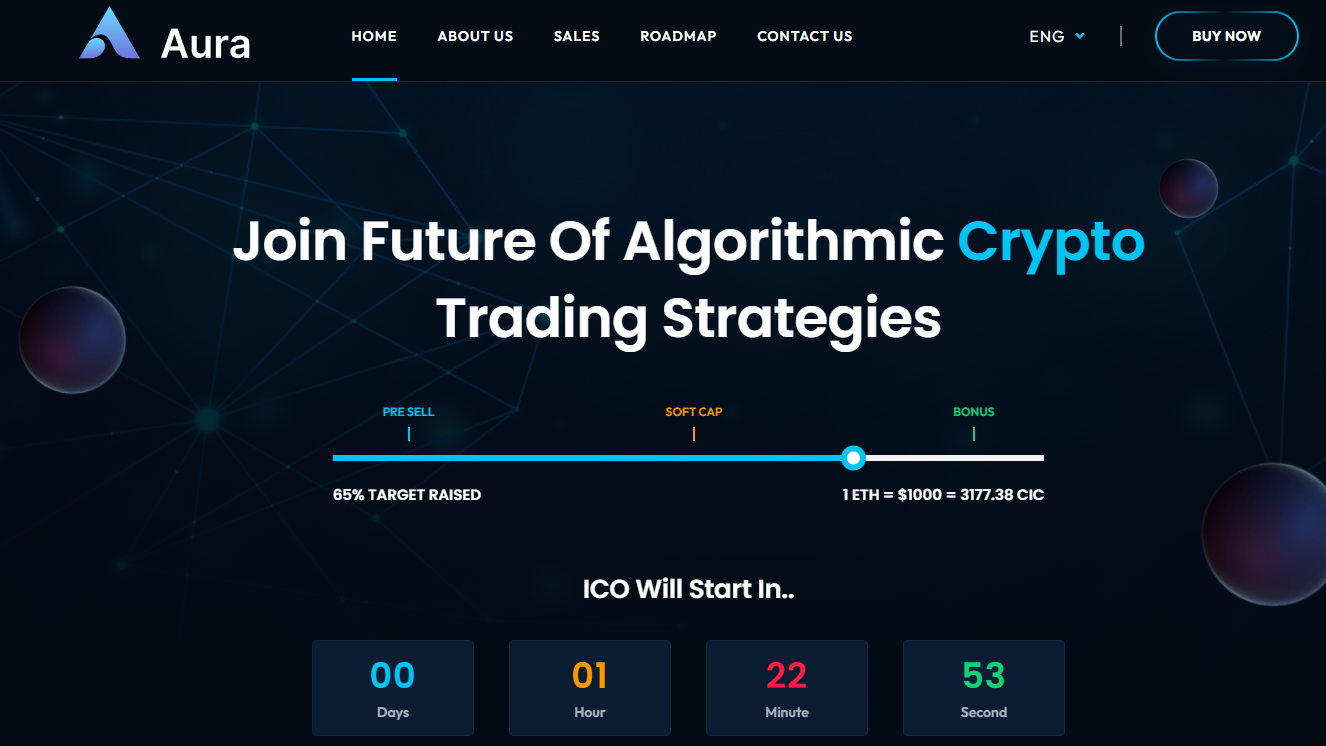 Aura
HOME ABOUT US SALES ROADMAP CONTACT US
ENG
BUY NOW
Join Future Of Algorithmic Crypto
Trading Strategies
PRE SELL SOFT CAP BONUS
65% TARGET RAISED 1 ETH = $1000 = 3177.38 CIC
ICO Will Start In..
00 01 22 53
Days Hour Minute Second